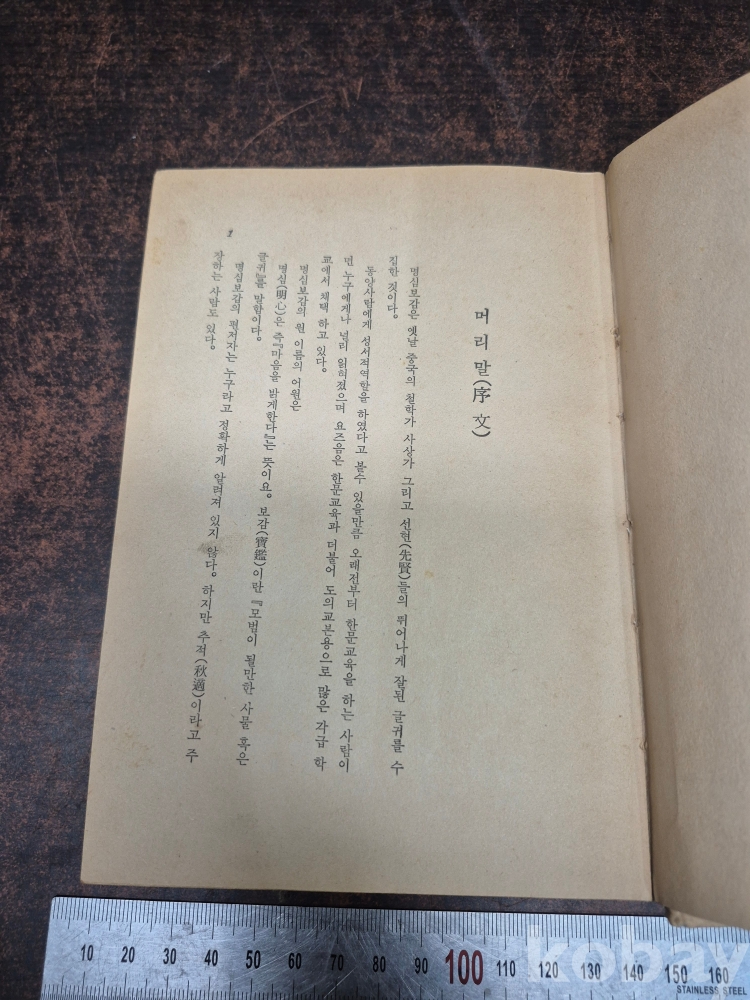 머리말(序文)
명심보감은 옛날 중국의 철학가 사상가 그리고 선현(先賢)들의 뛰어나게 잘된 글귀를 수
집한 것이다.
동양사람에게 성서적역할을 하였다고 볼수 있을만큼 오래전부터 한문교육을 하는 사람이
면 누구에게나 널리 읽혀졌으며 요즈음은 한문교육과 더불어 도의교본용으로 많은 각급 학
교에서 채택 하고 있다.
명심보감의 원 이름의 어원은
명심(明心)은 즉『마음을 밝게한다』는 뜻이요。 보감(寶鑑)이란 『모범이 될만한 사물 혹은
글귀』를 말함이다。
명심보감의 편저자는 누구라고 정확하게 알려져 있지 않다。 하지만 추적(秋適)이라고 주
장하는 사람도 있다。
1
10 20 30 40 50 60 70 80 90 100 110 120 130 140 150 160
STAINLESS STEEL
kobay